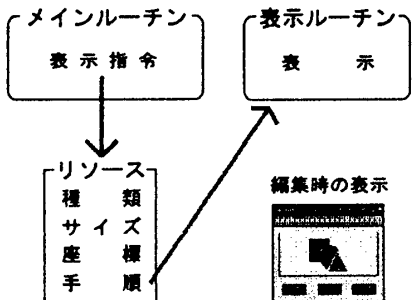 メインルーチン
表示指令
表示ルーチン
表 示
リソース
種 類
サイズ
座 標
手 順
編集時の表示